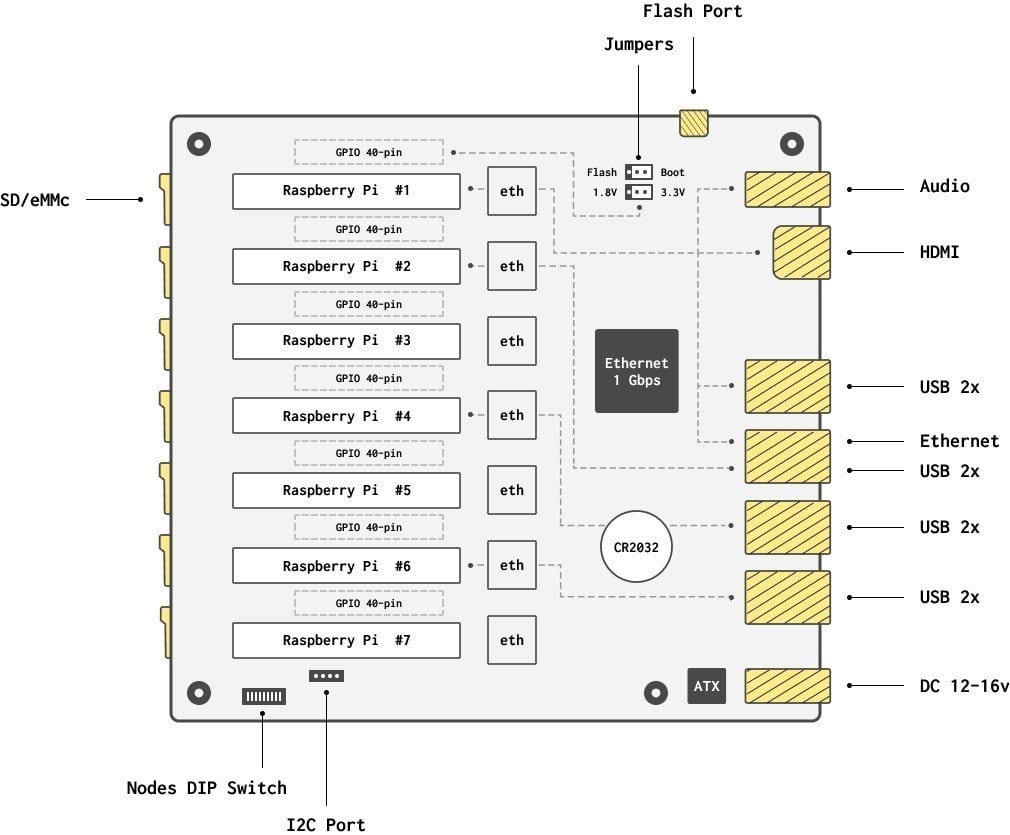 Flash Port
Jumpers
GPIO 40-pin
Flash
Boot
Raspberry Pi #1
eth
1.8V
3.3V
Audio
SD/eMMc
GPIO 40-pin
HDMI
Raspberry Pi #2
eth
GPIO 40-pin
Raspberry Pi #3
eth
Ethernet
1 Gbps
GPIO 40-pin
USB 2x
Raspberry Pi #4
eth
Ethernet
GPIO 40-pin
USB 2x
Raspberry Pi #5
eth
GPIO 40-pin
USB 2x
CR2032
Raspberry Pi #6
eth
GPIO 40-pin
USB 2x
Raspberry Pi #7
eth
ATX
DC 12-16v
Nodes DIP Switch
I2C Port